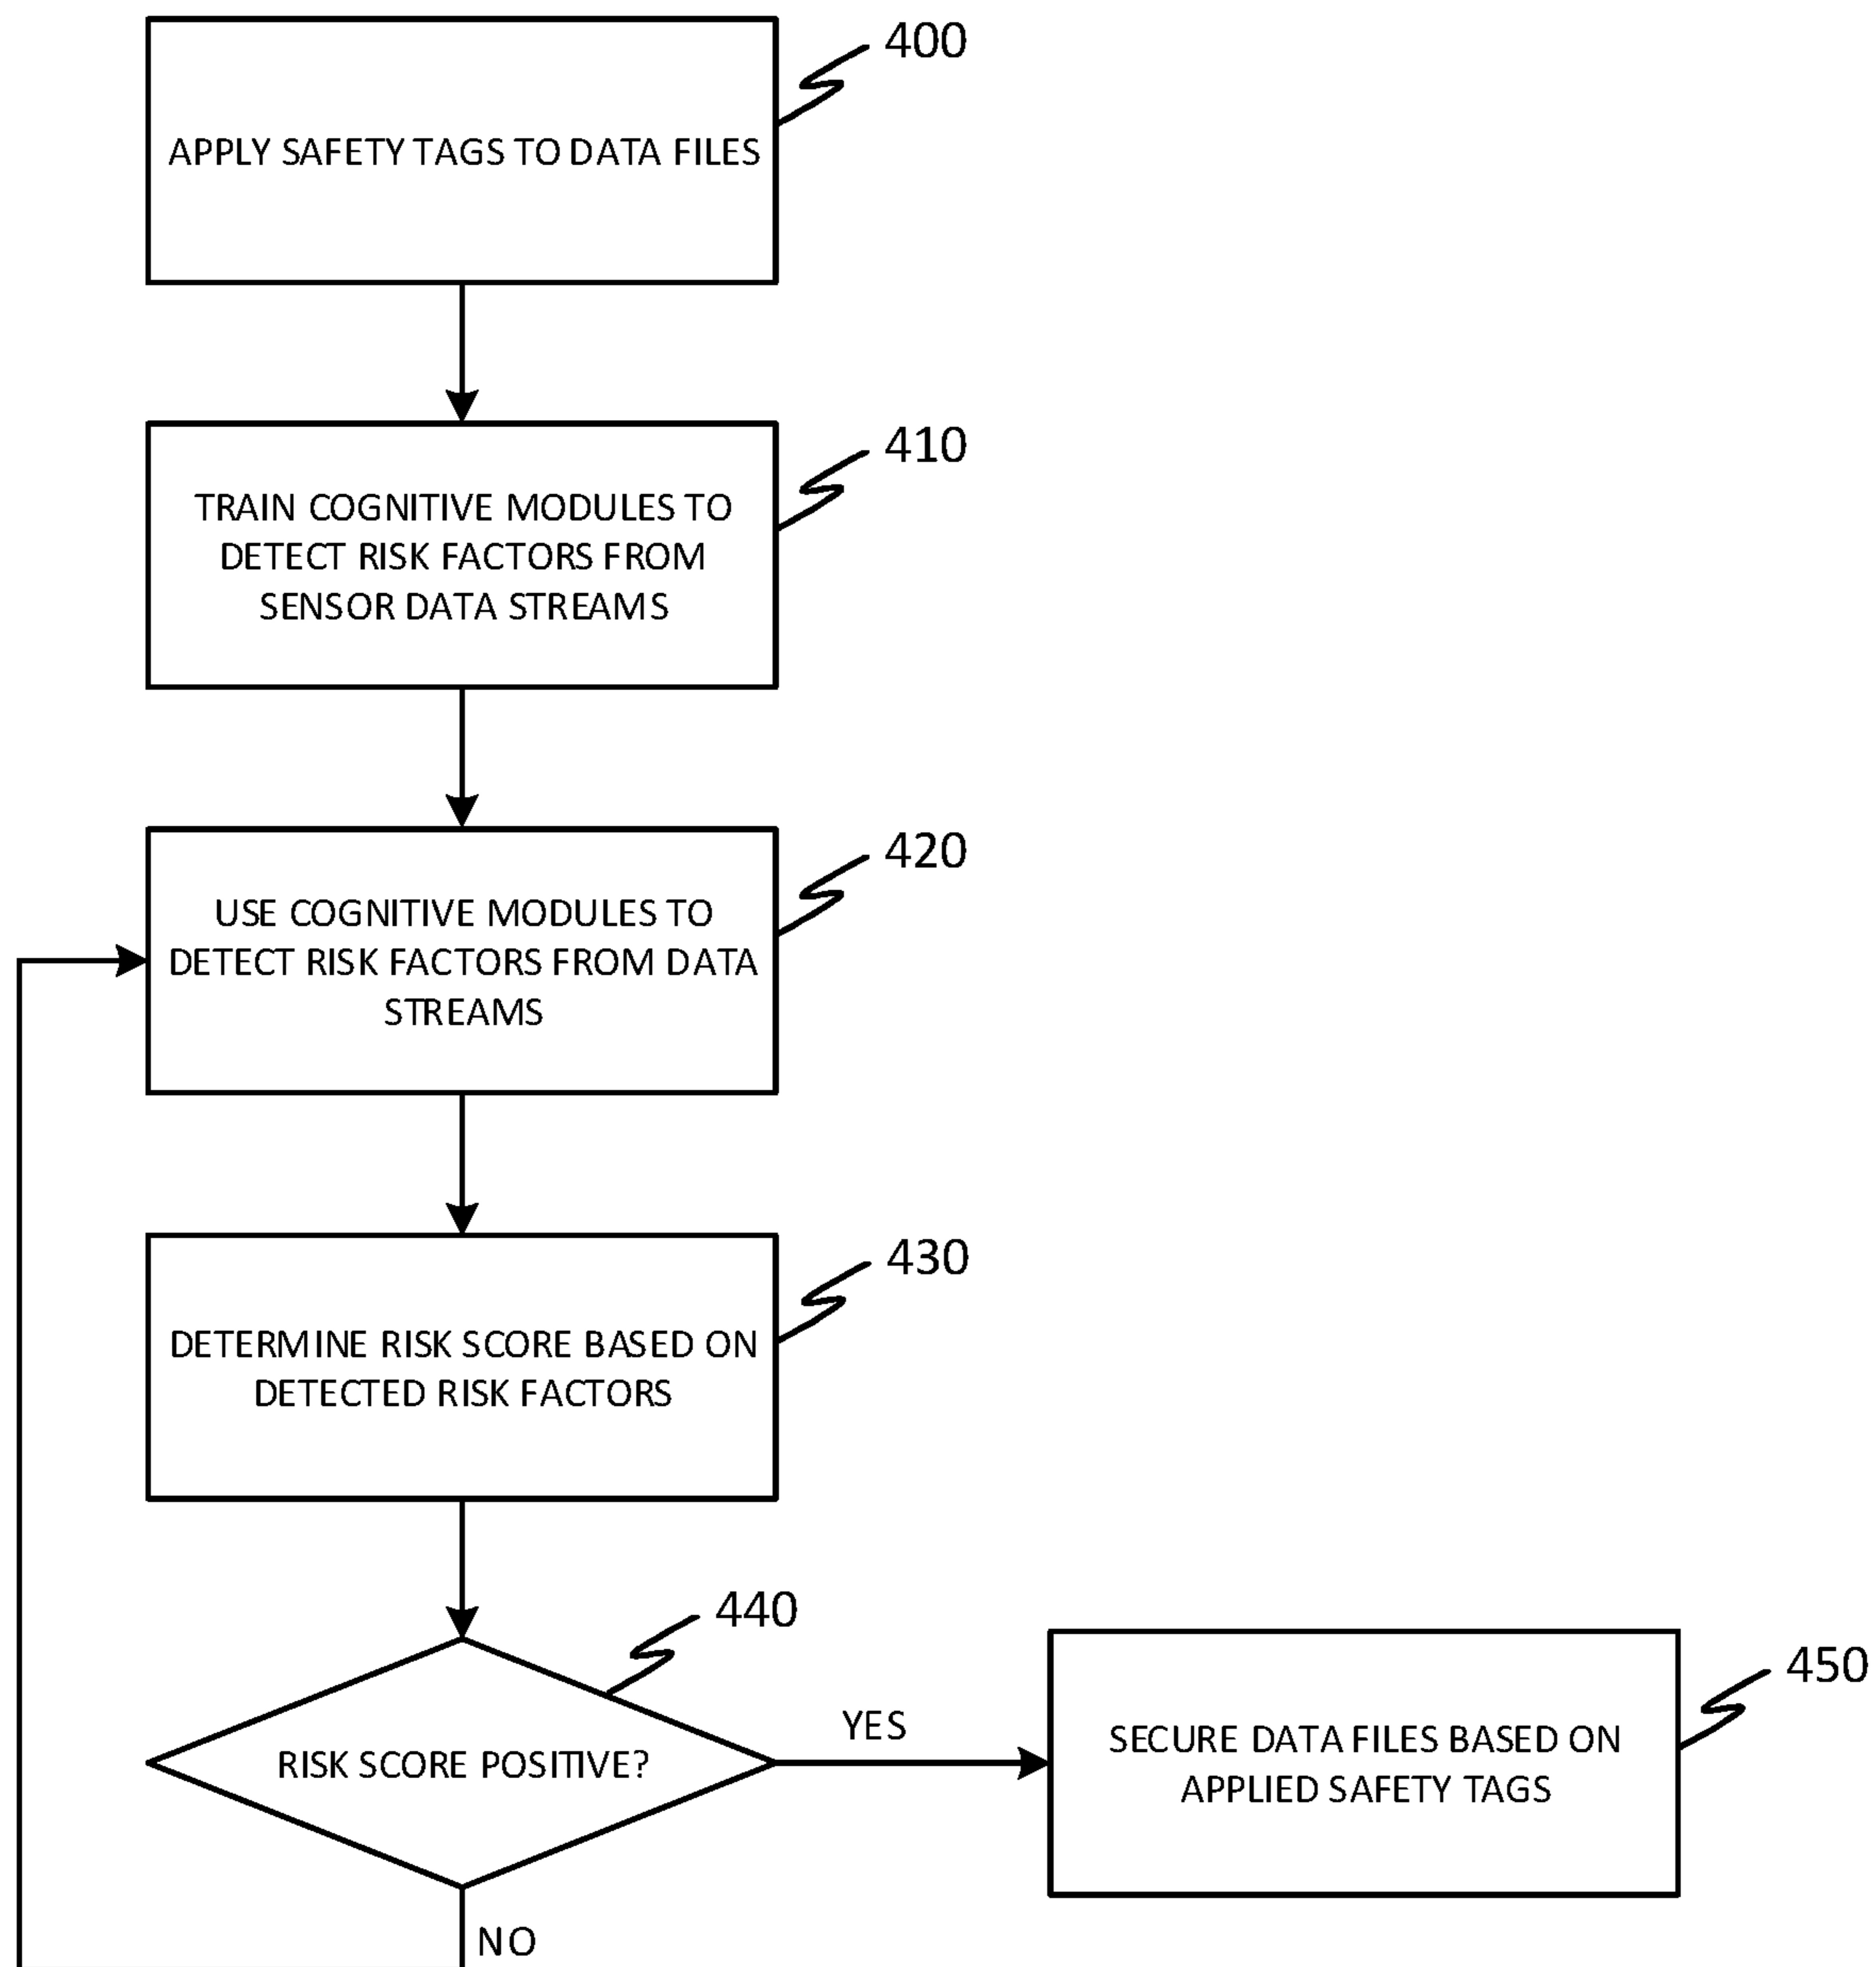 400
APPLY SAFETY TAGS TO DATA FILES
410
TRAIN COGNITIVE MODULES TO
DETECT RISK FACTORS FROM
SENSOR DATA STREAMS
420
USE COGNITIVE MODULES TO
DETECT RISK FACTORS FROM DATA
STREAMS
430
DETERMINE RISK SCORE BASED ON
DETECTED RISK FACTORS
440
RISK SCORE POSITIVE?
YES
450
SECURE DATA FILES BASED ON
APPLIED SAFETY TAGS
NO